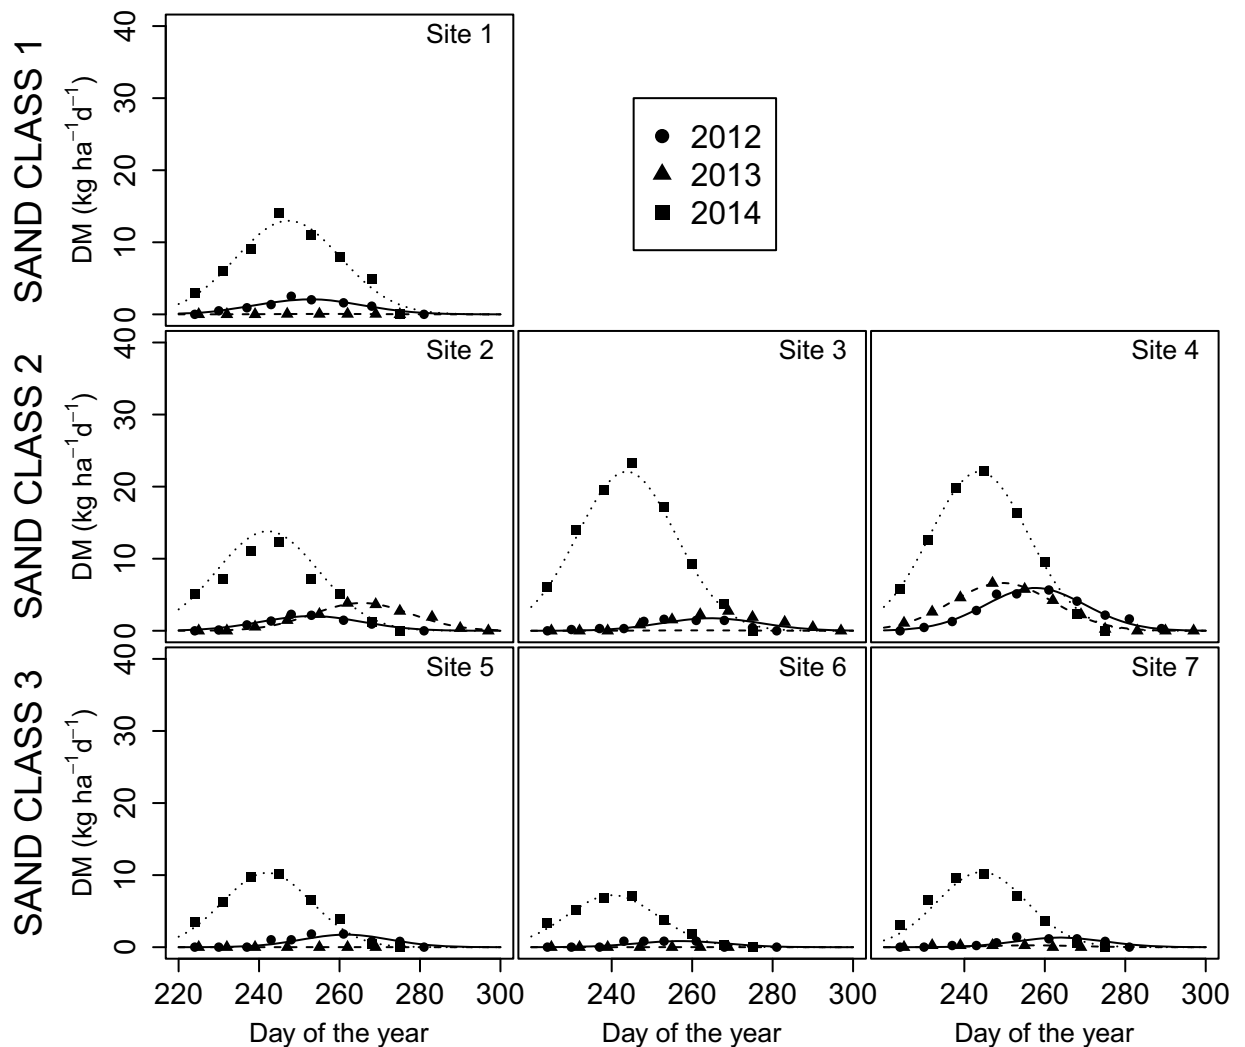 SAND CLASS 1
DM (kg ha⁻¹d⁻¹)
40
30
20
10
0
Site 1
2012
2013
2014
SAND CLASS 2
DM (kg ha⁻¹d⁻¹)
40
30
20
10
0
Site 2
Site 3
Site 4
SAND CLASS 3
DM (kg ha⁻¹d⁻¹)
40
30
20
10
0
Site 5
Site 6
Site 7
220 240 260 280 300 240 260 280 300 240 260 280 300
Day of the year Day of the year Day of the year